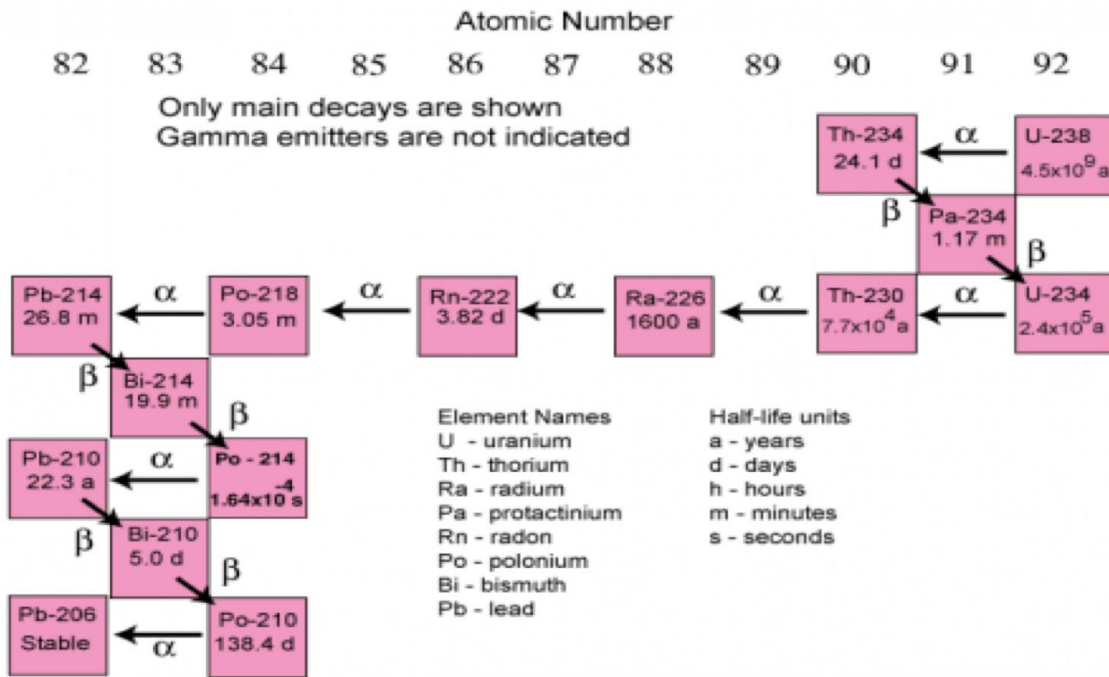 Atomic Number
82 83 84 85 86 87 88 89 90 91 92
Only main decays are shown
Gamma emitters are not indicated
Th-234
24.1 d
α
U-238
4.5x10⁹a
β
Pa-234
1.17 m
β
Pb-214
26.8 m
α
Po-218
3.05 m
α
Rn-222
3.82 d
α
Ra-226
1600 a
α
Th-230
7.7x10⁴a
α
U-234
2.4x10⁵a
β
Bi-214
19.9 m
β
Pb-210
22.3 a
α
Po - 214
1.64x10⁻⁴ s
β
Bi-210
5.0 d
β
Pb-206
Stable
α
Po-210
138.4 d
Element Names
U - uranium
Th - thorium
Ra - radium
Pa - protactinium
Rn - radon
Po - polonium
Bi - bismuth
Pb - lead
Half-life units
a - years
d - days
h - hours
m - minutes
s - seconds